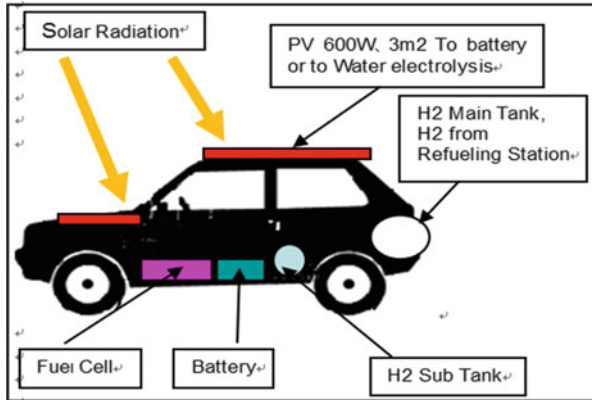 Solar Radiation
PV 600W、3m2 To battery
or to Water electrolysis
H2 Main Tank,
H2 from
Refueling Station
Fuel Cell
Battery
H2 Sub Tank